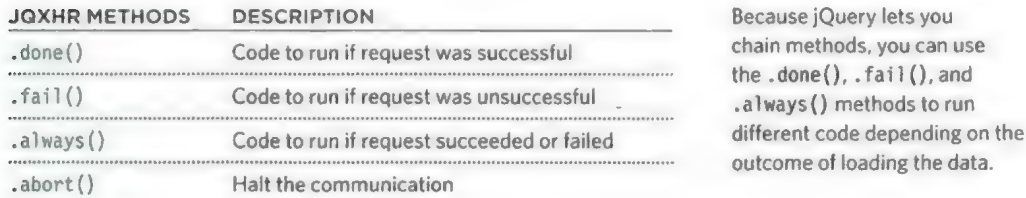 JQXHR METHODS DESCRIPTION
.done() Code to run if request was successful
.fail() Code to run if request was unsuccessful
.always() Code to run if request succeeded or failed
.abort() Halt the communication
Because jQuery lets you
chain methods, you can use
the .done(), .fail(), and
.always() methods to run
different code depending on the
outcome of loading the data.